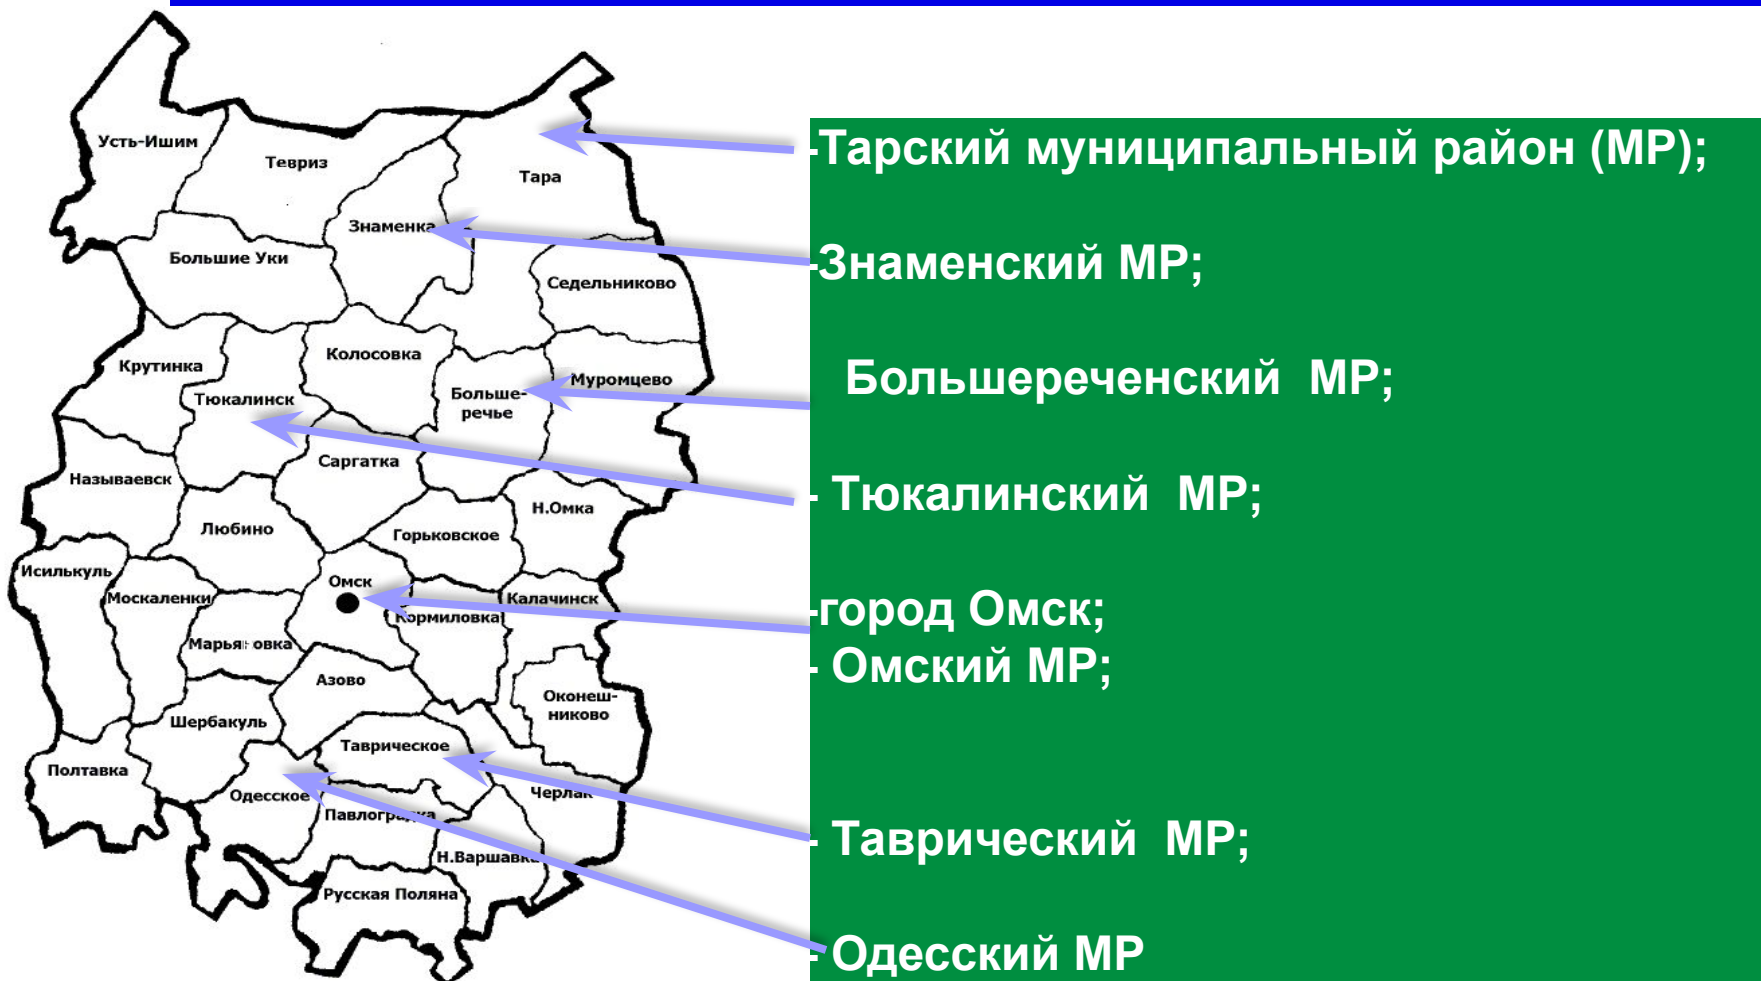 Усть-Ишим
Тевриз
Тара
Знаменка
Большие Уки
Седельниково
Крутинка
Колосовка
Тюкалинск
Больше-
речье
Муромцево
Называевск
Саргатка
Любино
Горьковское
Н.Омка
Исилькуль
Москаленки
Омск
Кормиловка
Калачинск
Марьяновка
Азово
Оконеш-
никово
Шербакуль
Таврическое
Полтавка
Одесское
Павлоградка
Черлак
Н.Варшавка
Русская Поляна
-Тарский муниципальный район (МР);
-Знаменский МР;
Большереченский МР;
- Тюкалинский МР;
-город Омск;
- Омский МР;
- Таврический МР;
- Одесский МР